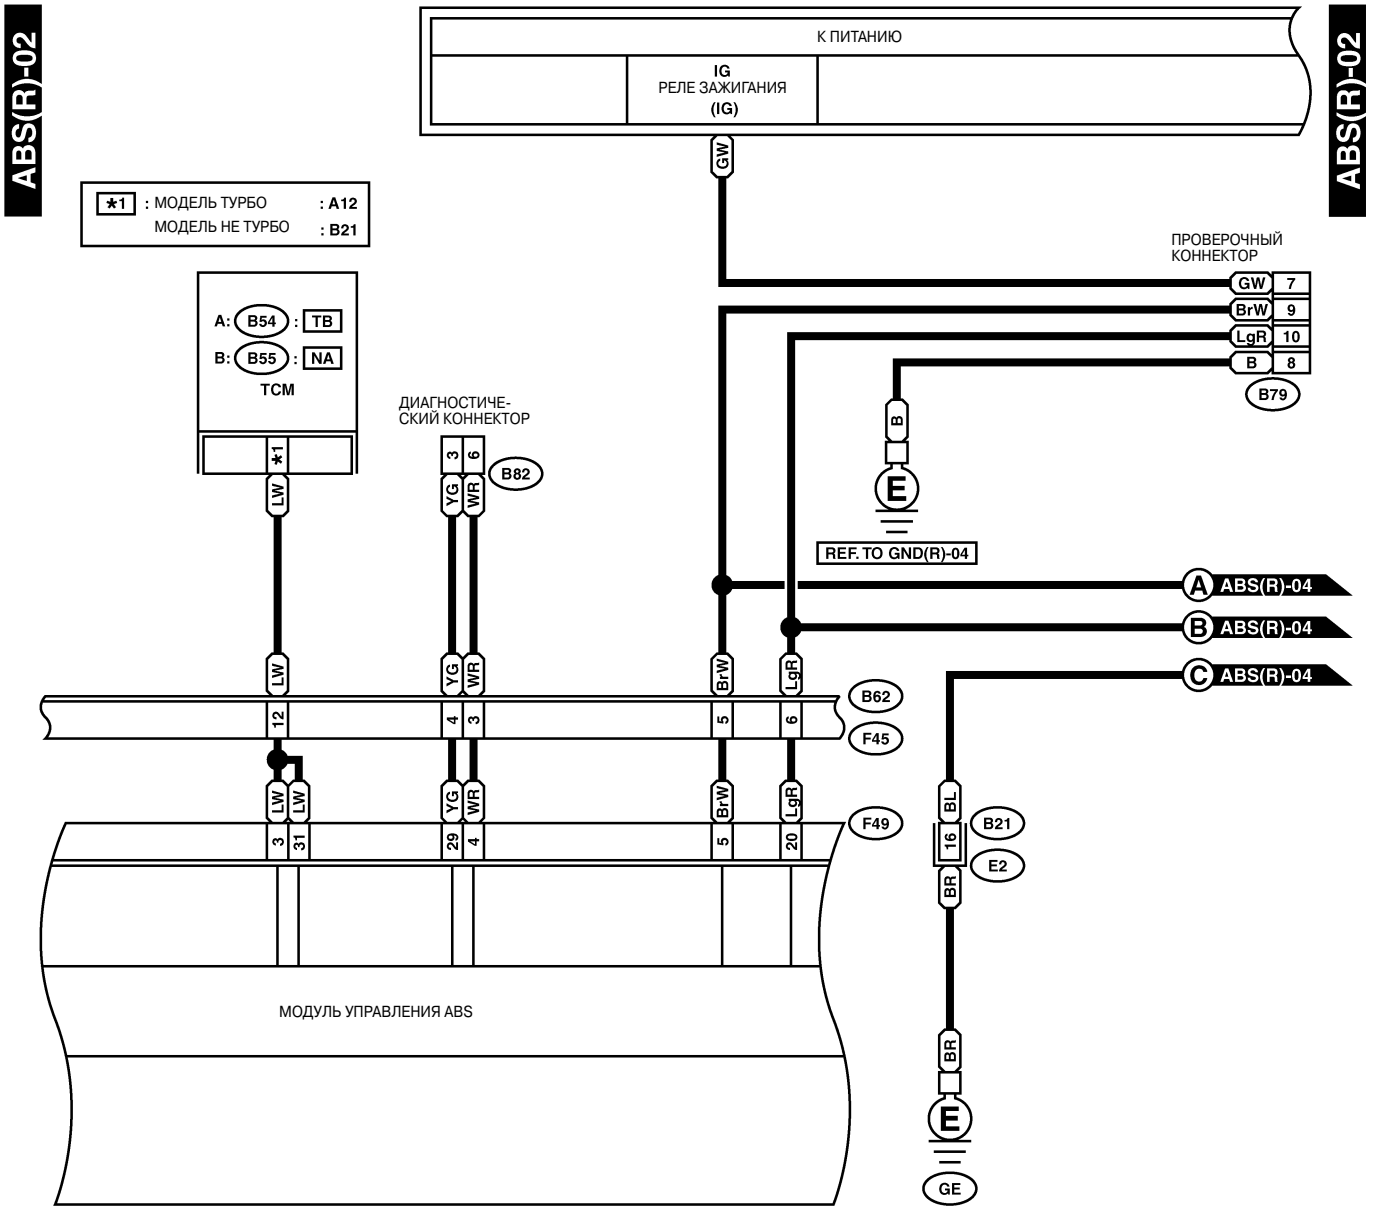 ABS(R)-02
ABS(R)-02
К ПИТАНИЮ
IG
РЕЛЕ ЗАЖИГАНИЯ
(IG)
GW
*1 : МОДЕЛЬ ТУРБО : A12
МОДЕЛЬ НЕ ТУРБО : B21
ПРОВЕРОЧНЫЙ
КОННЕКТОР
GW 7
BrW 9
LgR 10
B 8
B79
A: B54 : TB
B: B55 : NA
TCM
*1
LW
ДИАГНОСТИЧЕ-
СКИЙ КОННЕКТОР
3 6
B82
YG WR
B
E
REF. TO GND(R)-04
A ABS(R)-04
B ABS(R)-04
C ABS(R)-04
LW YG WR BrW LgR
B62
12 4 3 5 6
F45
LW LW YG WR BrW LgR
F49
3 31 29 4 5 20
BL
B21
16
E2
BR
МОДУЛЬ УПРАВЛЕНИЯ ABS
BR
E
GE